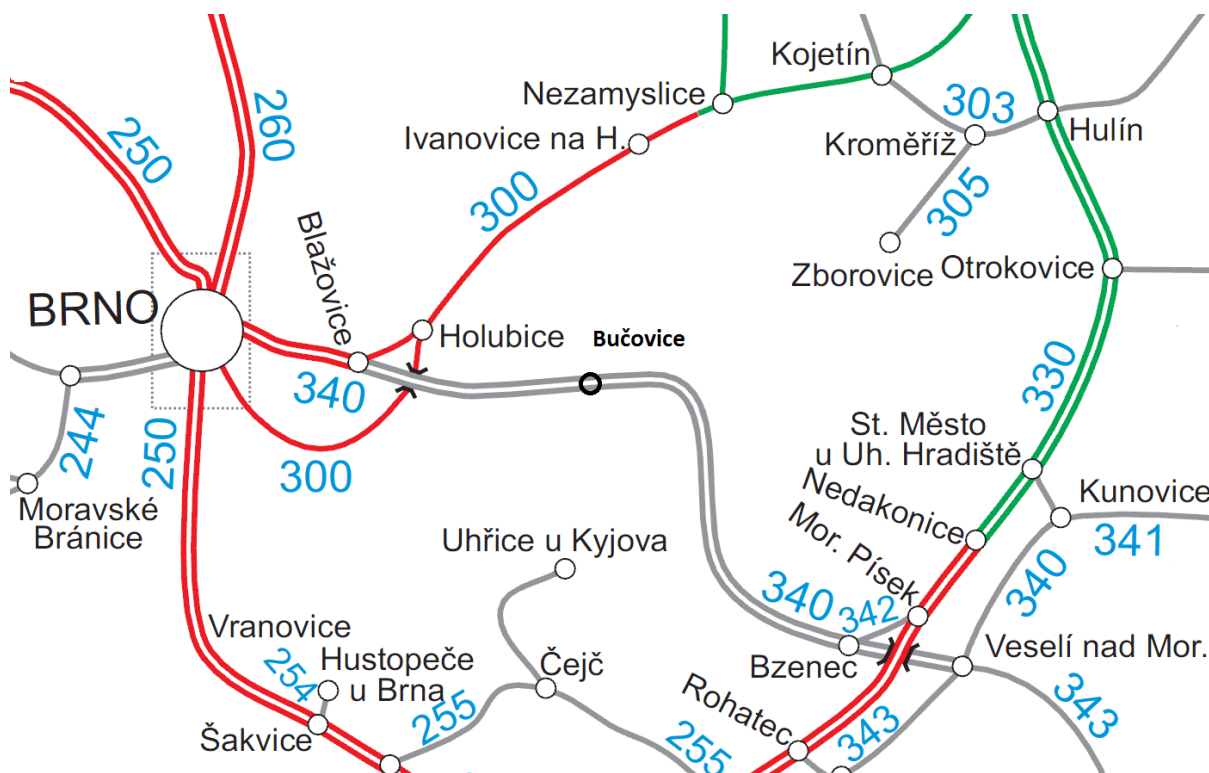 Kojetín
Nezamyslice
303
260
250
Ivanovice na H.
Hulín
Kroměříž
300
305
Blažovice
Zborovice
Otrokovice
BRNO
Holubice
Bučovice
340
330
244
250
300
St. Město
u Uh. Hradiště
Nedakonice
Kunovice
Moravské
Bránice
Mor. Písek
341
Uhřice u Kyjova
340
340
342
Vranovice
Bzenec
Veselí nad Mor.
254
Hustopeče
u Brna
Čejč
Rohatec
343
255
Šakvice
343
255